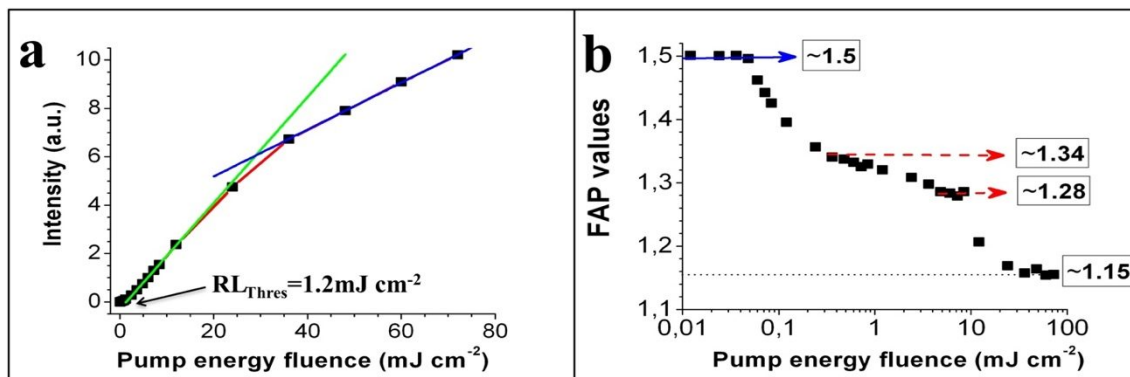 a
Intensity (a.u.)
10
8
6
4
2
0
RLThres=1.2mJ cm-2
0 20 40 60 80
Pump energy fluence (mJ cm-2)
b
FAP values
1,5
1,4
1,3
1,2
1,1
~1.5
~1.34
~1.28
~1.15
0,01 0,1 1 10 100
Pump energy fluence (mJ cm-2)